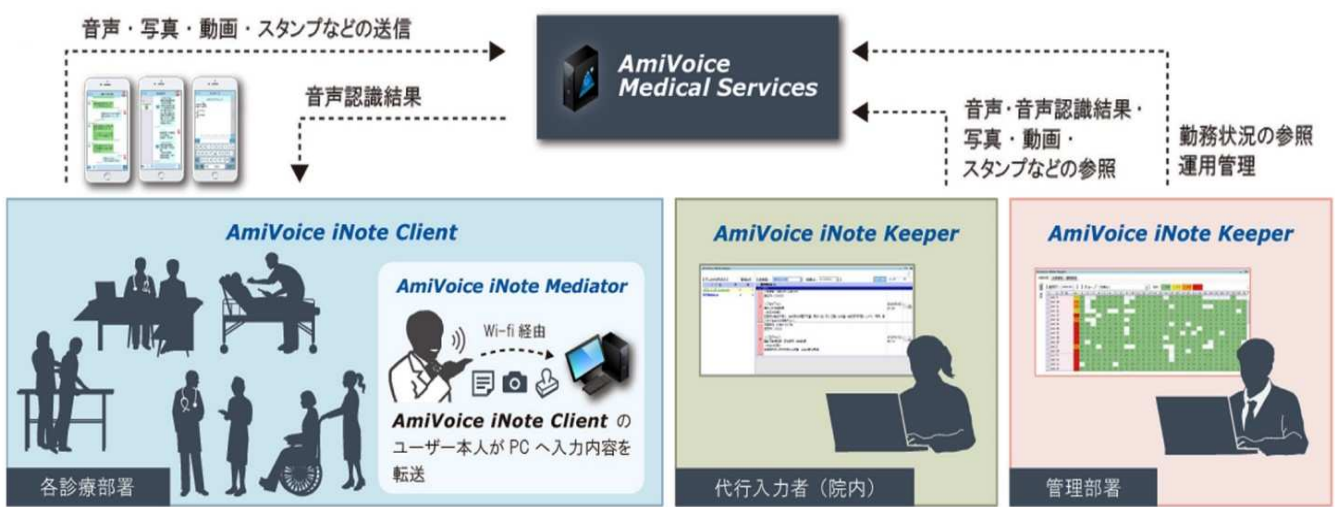 音声・写真・動画・スタンプなどの送信
音声認識結果
AmiVoice
Medical Services
音声・音声認識結果・
写真・動画・
スタンプなどの参照
勤務状況の参照
運用管理
AmiVoice iNote Client
AmiVoice iNote Mediator
Wi-fi 経由
AmiVoice iNote Client の
ユーザー本人が PC へ入力内容を
転送
各診療部署
AmiVoice iNote Keeper
代行入力者（院内）
AmiVoice iNote Keeper
管理部署